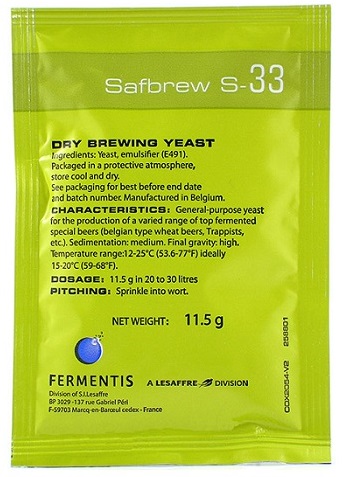 Safbrew S-33
DRY BREWING YEAST
Ingredients: Yeast, emulsifier (E491).
Packaged in a protective atmosphere,
store cool and dry.
See packaging for best before end date
and batch number. Manufactured in Belgium.
CHARACTERISTICS: General-purpose yeast
for the production of a varied range of top fermented
special beers (belgian type wheat beers, Trappists,
etc.). Sedimentation: medium. Final gravity: high.
Temperature range:12-25°C (53.6-77°F) ideally
15-20°C (59-68°F).
DOSAGE: 11.5 g in 20 to 30 litres
PITCHING: Sprinkle into wort.
NET WEIGHT: 11.5 g
FERMENTIS
A LESAFFRE DIVISION
Division of S.I.Lesaffre
BP 3029 -137 rue Gabriel Péri
F-59703 Marcq-en-Barœul cedex - France
258801